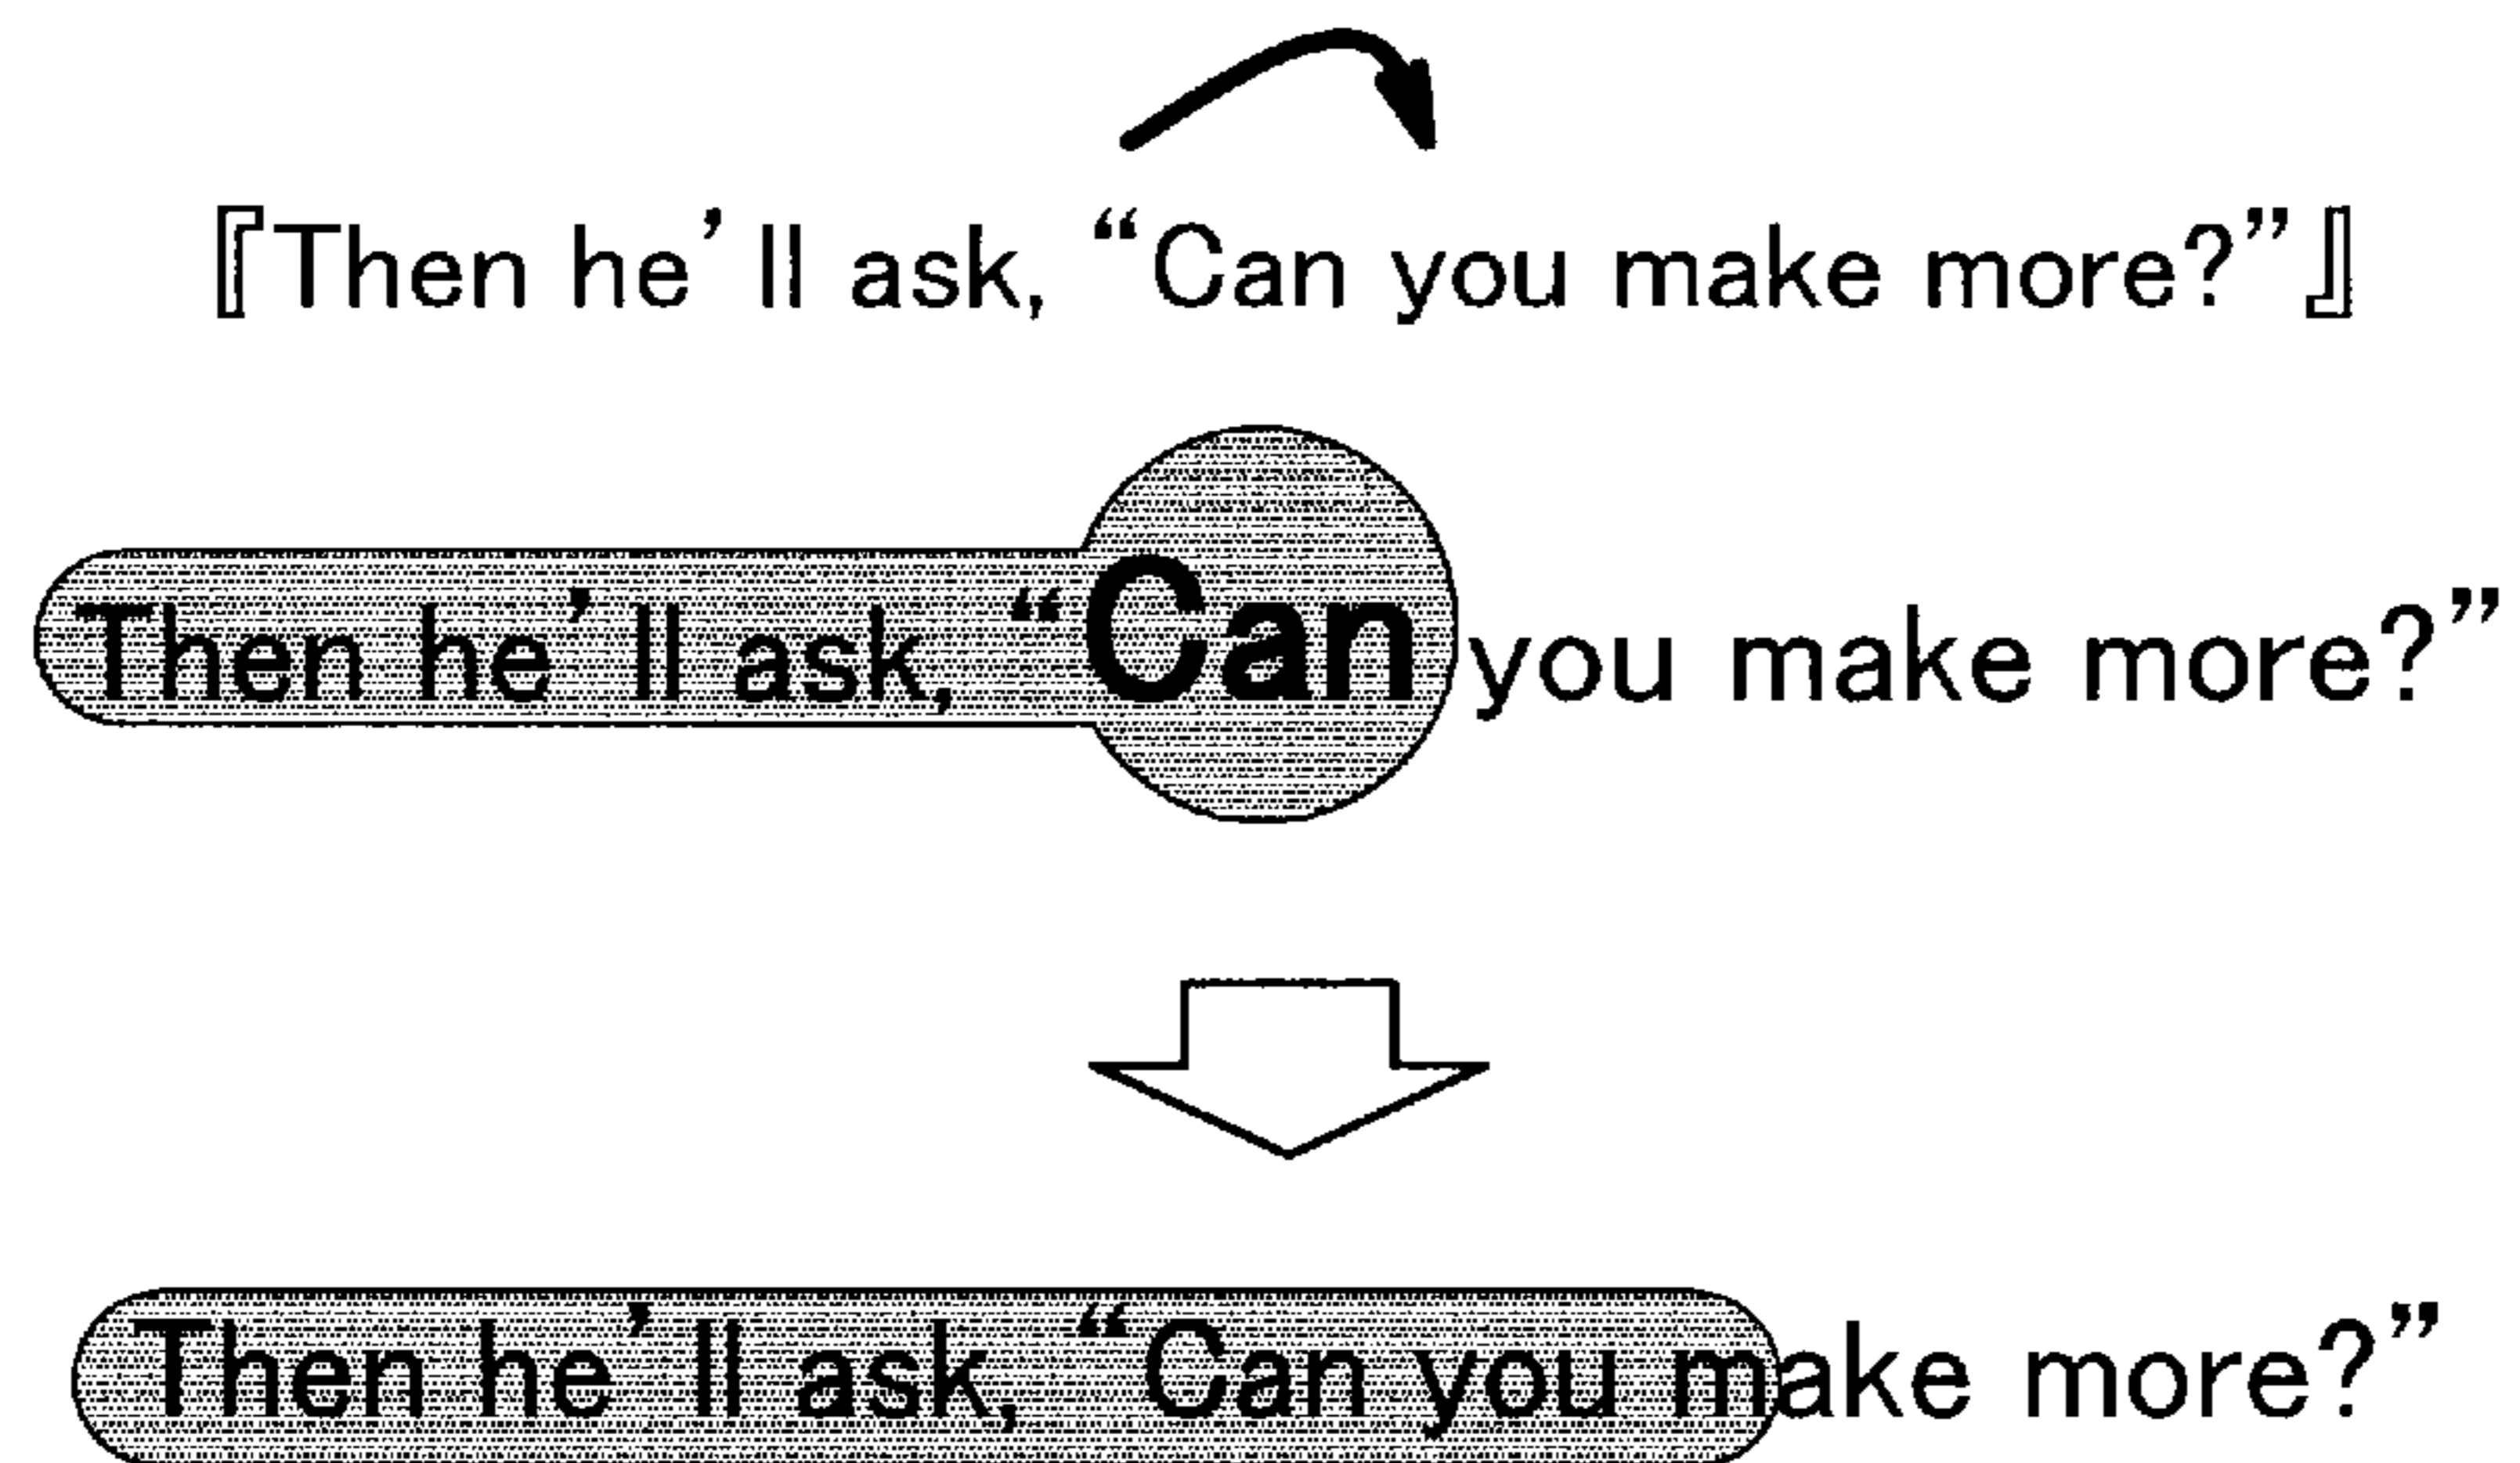 『Then he’ll ask, “Can you make more?”』
Then he’ll ask, “Can you make more?”
Then he’ll ask, “Can you make more?”